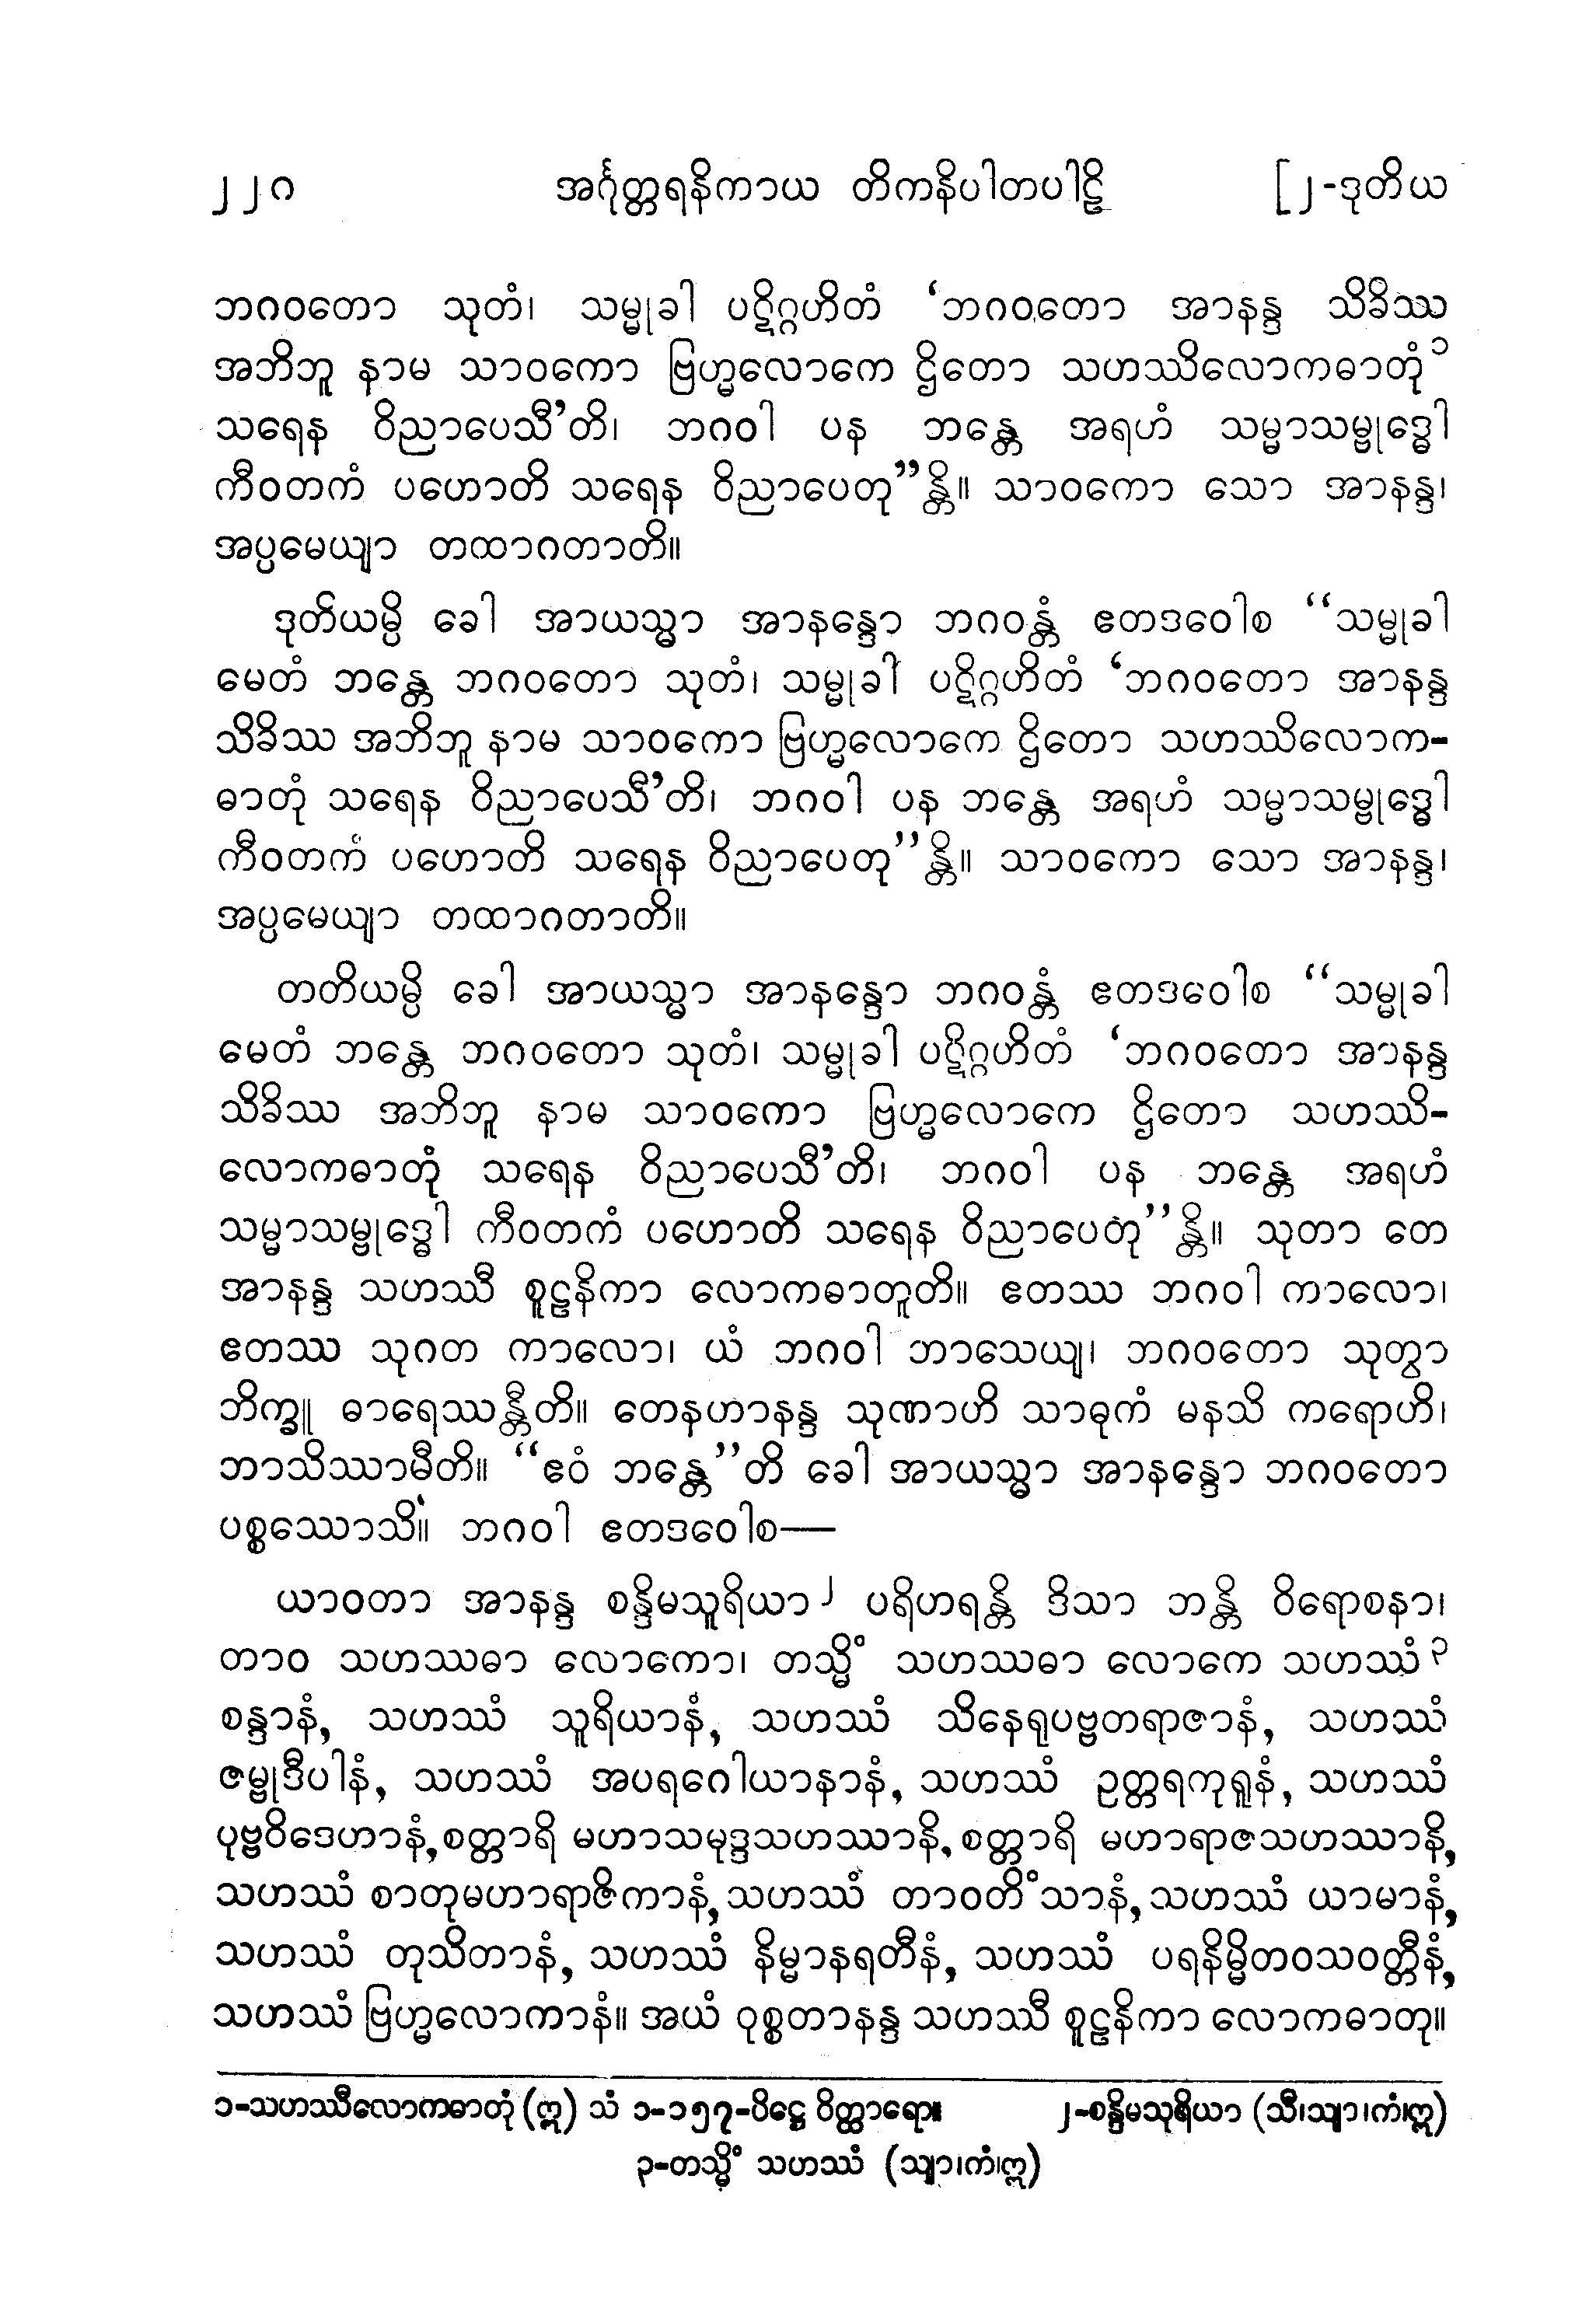 ၂၂၈ အင်္ဂုတ္တရနိကာယ တိကနိပါတပါဠိ [၂-ဒုတိယ
ဘဂဝတော သုတံ၊ သမ္မုခါ ပဋိဂ္ဂဟိတံ ‘ဘဂဝတော အာနန္ဒ သိခိဿ
အဘိဘူ နာမ သာဝကော ဗြဟ္မလောကေ ဌိတော သဟဿိလောကဓာတုံ ၁
သရေန ဝိညာပေသီ’တိ၊ ဘဂဝါ ပန ဘန္တေ အရဟံ သမ္မာသမ္ဗုဒ္ဓေါ
ကီဝတကံ ပဟောတိ သရေန ဝိညာပေတု”န္တိ။ သာဝကော သော အာနန္ဒ၊
အပ္ပမေယျာ တထာဂတာတိ။
ဒုတိယမ္ပိ ခေါ အာယသ္မာ အာနန္ဒော ဘဂဝန္တံ ဧတဒဝေါစ “သမ္မုခါ
မေတံ ဘန္တေ ဘဂဝတော သုတံ၊ သမ္မုခါ ပဋိဂ္ဂဟိတံ ‘ဘဂဝတော အာနန္ဒ
သိခိဿ အဘိဘူ နာမ သာဝကော ဗြဟ္မလောကေ ဌိတော သဟဿိလောက-
ဓာတုံ သရေန ဝိညာပေသီ’တိ၊ ဘဂဝါ ပန ဘန္တေ အရဟံ သမ္မာသမ္ဗုဒ္ဓေါ
ကီဝတကံ ပဟောတိ သရေန ဝိညာပေတု”န္တိ။ သာဝကော သော အာနန္ဒ၊
အပ္ပမေယျာ တထာဂတာတိ။
တတိယမ္ပိ ခေါ အာယသ္မာ အာနန္ဒော ဘဂဝန္တံ ဧတဒဝေါစ “သမ္မုခါ
မေတံ ဘန္တေ ဘဂဝတော သုတံ၊ သမ္မုခါ ပဋိဂ္ဂဟိတံ ‘ဘဂဝတော အာနန္ဒ
သိခိဿ အဘိဘူ နာမ သာဝကော ဗြဟ္မလောကေ ဌိတော သဟဿိ-
လောကဓာတုံ သရေန ဝိညာပေသီ’တိ၊ ဘဂဝါ ပန ဘန္တေ အရဟံ
သမ္မာသမ္ဗုဒ္ဓေါ ကီဝတကံ ပဟောတိ သရေန ဝိညာပေတု”န္တိ။ သုတာ တေ
အာနန္ဒ သဟဿီ စူဠနိကာ လောကဓာတူတိ။ ဧတဿ ဘဂဝါ ကာလော၊
ဧတဿ သုဂတ ကာလော၊ ယံ ဘဂဝါ ဘာသေယျ၊ ဘဂဝတော သုတွာ
ဘိက္ခူ ဓာရေဿန္တီတိ။ တေနဟာနန္ဒ သုဏာဟိ သာဓုကံ မနသိ ကရောဟိ၊
ဘာသိဿာမီတိ။ “ဧဝံ ဘန္တေ”တိ ခေါ အာယသ္မာ အာနန္ဒော ဘဂဝတော
ပစ္စဿောသိ။ ဘဂဝါ ဧတဒဝေါစ—
ယာဝတာ အာနန္ဒ စန္ဒိမသူရိယာ ၂ ပရိဟရန္တိ ဒိသာ ဘန္တိ ဝိရောစနာ၊
တာဝ သဟဿဓာ လောကော၊ တသ္မိံ သဟဿဓာ လောကေ သဟဿံ ၃
စန္ဒာနံ, သဟဿံ သူရိယာနံ, သဟဿံ သိနေရုပဗ္ဗတရာဇာနံ, သဟဿံ
ဇမ္ဗုဒီပါနံ, သဟဿံ အပရဂေါယာနာနံ, သဟဿံ ဥတ္တရကုရူနံ, သဟဿံ
ပုဗ္ဗဝိဒေဟာနံ, စတ္တာရိ မဟာသမုဒ္ဒသဟဿာနိ, စတ္တာရိ မဟာရာဇသဟဿာနိ,
သဟဿံ စာတုမဟာရာဇိကာနံ, သဟဿံ တာဝတိံသာနံ, သဟဿံ ယာမာနံ,
သဟဿံ တုသိတာနံ, သဟဿံ နိမ္မာနရတီနံ, သဟဿံ ပရနိမ္မိတဝသဝတ္တီနံ,
သဟဿံ ဗြဟ္မလောကာနံ။ အယံ ဝုစ္စတာနန္ဒ သဟဿီ စူဠနိကာ လောကဓာတု။
၁-သဟဿီလောကဓာတုံ (ဣ) သံ ၁-၁၅၇-ပိဋ္ဌေ ဝိတ္ထာရော။ ၂-စန္ဒိမသုရိယာ (သီ၊သျာ၊ကံ၊ဣ)
၃-တသ္မိံ သဟဿံ (သျာ၊ကံ၊ဣ)